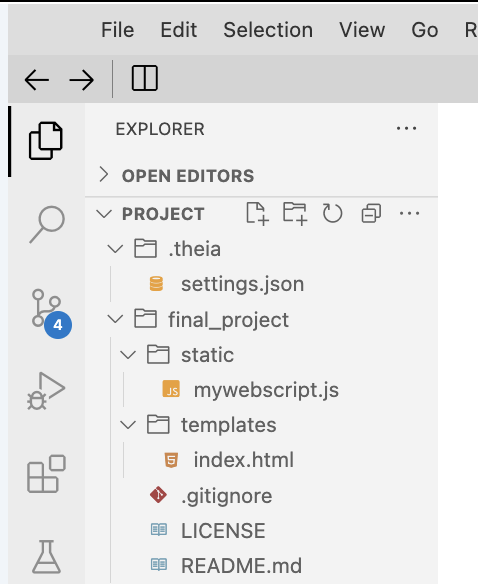 File Edit Selection View Go R
EXPLORER
OPEN EDITORS
PROJECT
.theia
settings.json
final_project
4
static
JS mywebscript.js
templates
index.html
.gitignore
LICENSE
README.md